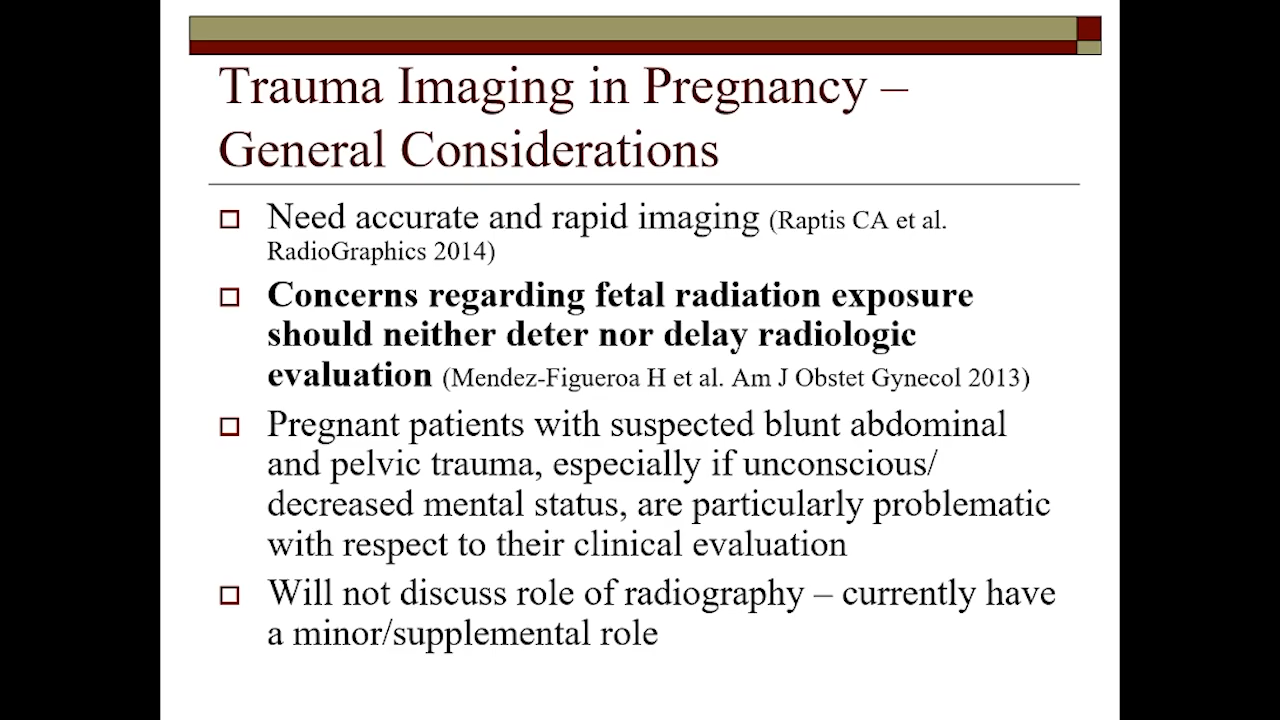 Trauma Imaging in Pregnancy –
General Considerations
Need accurate and rapid imaging (Raptis CA et al.
RadioGraphics 2014)
Concerns regarding fetal radiation exposure
should neither deter nor delay radiologic
evaluation (Mendez-Figueroa H et al. Am J Obstet Gynecol 2013)
Pregnant patients with suspected blunt abdominal
and pelvic trauma, especially if unconscious/
decreased mental status, are particularly problematic
with respect to their clinical evaluation
Will not discuss role of radiography – currently have
a minor/supplemental role